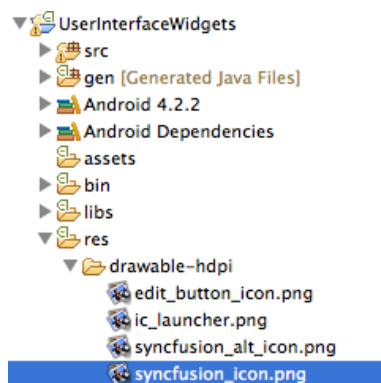 UserInterfaceWidgets
src
gen [Generated Java Files]
Android 4.2.2
Android Dependencies
assets
bin
libs
res
drawable-hdpi
edit_button_icon.png
ic_launcher.png
syncfusion_alt_icon.png
syncfusion_icon.png